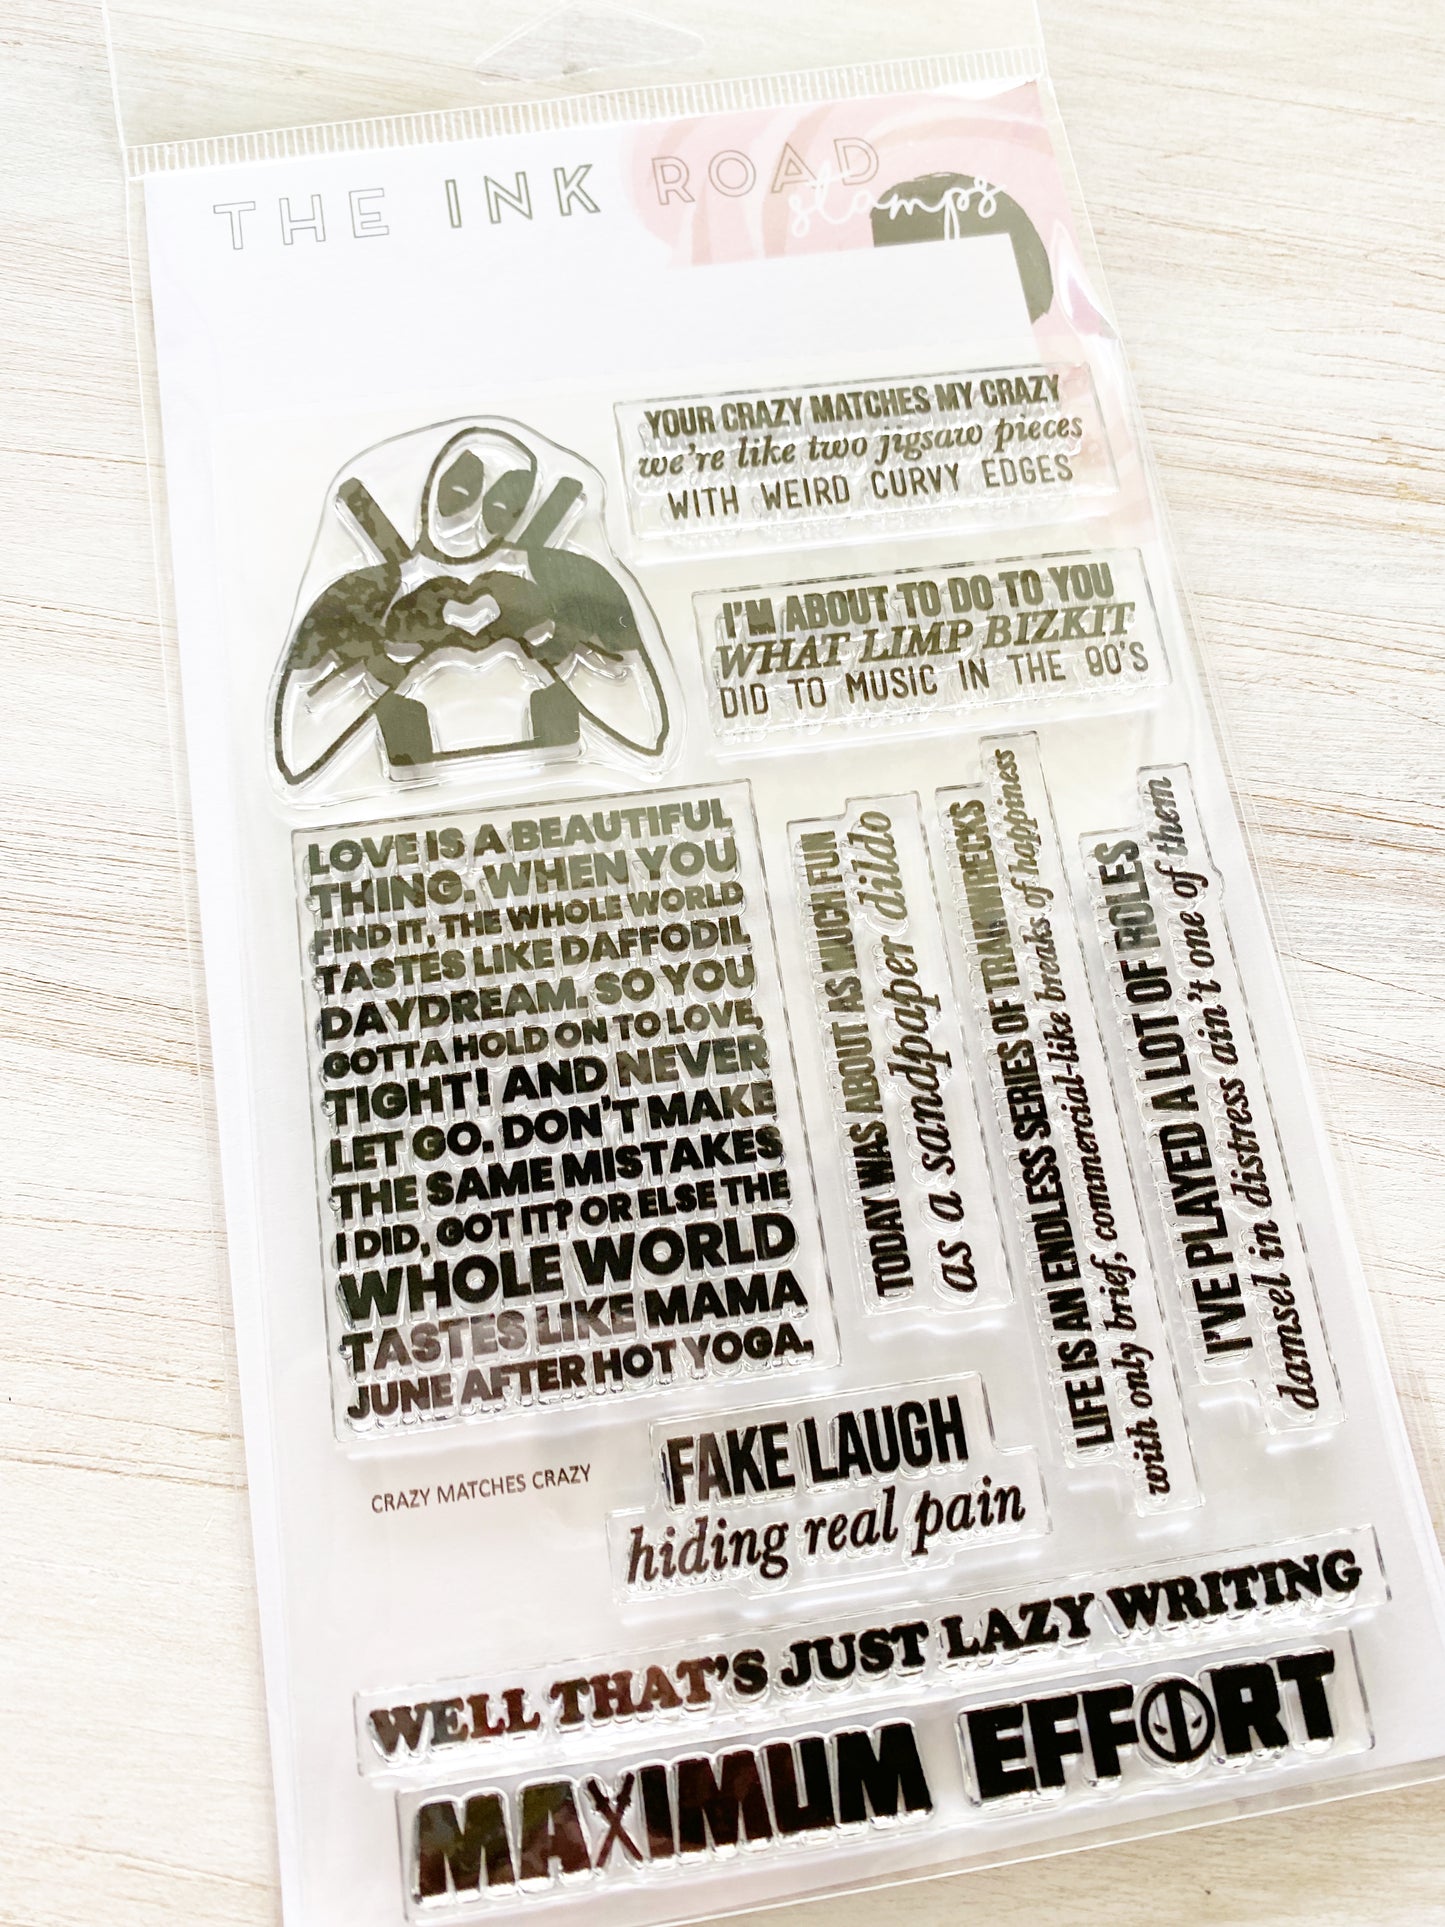 THE INK ROAD
stamps
YOUR CRAZY MATCHES MY CRAZY
we're like two jigsaw pieces
WITH WEIRD CURVY EDGES
I'M ABOUT TO DO TO YOU
WHAT LIMP BIZKIT
DID TO MUSIC IN THE 90'S
LOVE IS A BEAUTIFUL
THING. WHEN YOU
FIND IT, THE WHOLE WORLD
TASTES LIKE DAFFODIL
DAYDREAM. SO YOU
GOTTA HOLD ON TO LOVE,
TIGHT! AND NEVER
LET GO. DON'T MAKE
THE SAME MISTAKES
I DID, GOT IT? OR ELSE THE
WHOLE WORLD
TASTES LIKE MAMA
JUNE AFTER HOT YOGA.
TODAY WAS ABOUT AS MUCH FUN
as a sandpaper dildo
LIFE IS AN ENDLESS SERIES OF TRAINWRECKS
with only brief, commercial-like breaks of happiness
I'VE PLAYED A LOT OF ROLES
damsel in distress ain't one of them
CRAZY MATCHES CRAZY
FAKE LAUGH
hiding real pain
WELL THAT'S JUST LAZY WRITING
MAXIMUM EFFORT